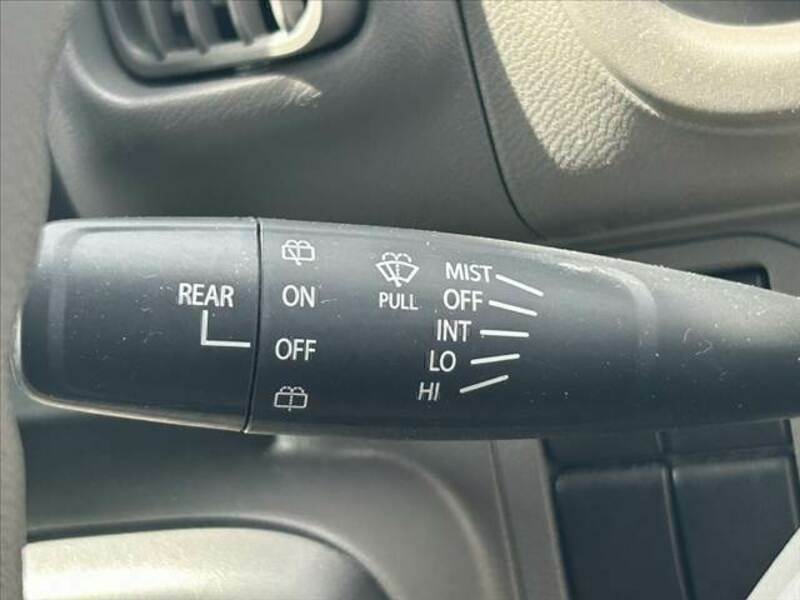 REAR
ON
OFF
PULL
MIST
OFF
INT
LO
HI